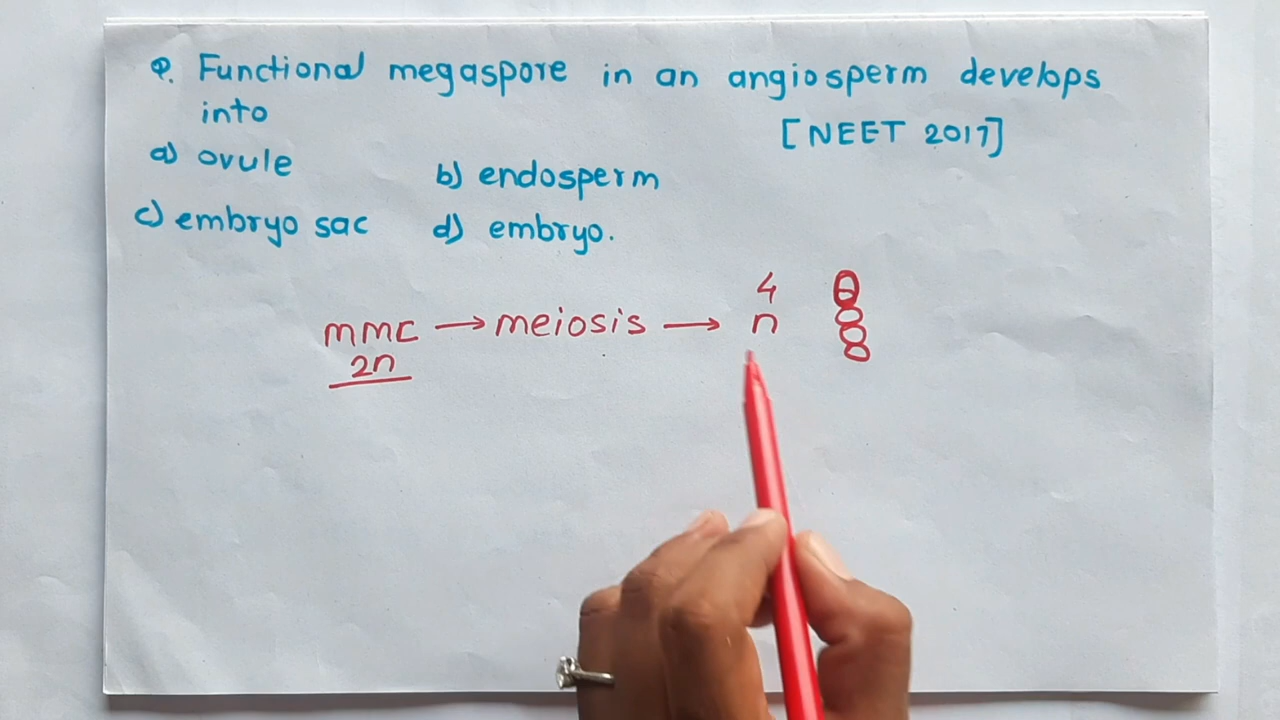 Q. Functional megaspore in an angiosperm develops
into
[NEET 2017]
a) ovule b) endosperm
c) embryo sac d) embryo.
4
MMC → meiosis → n
2n